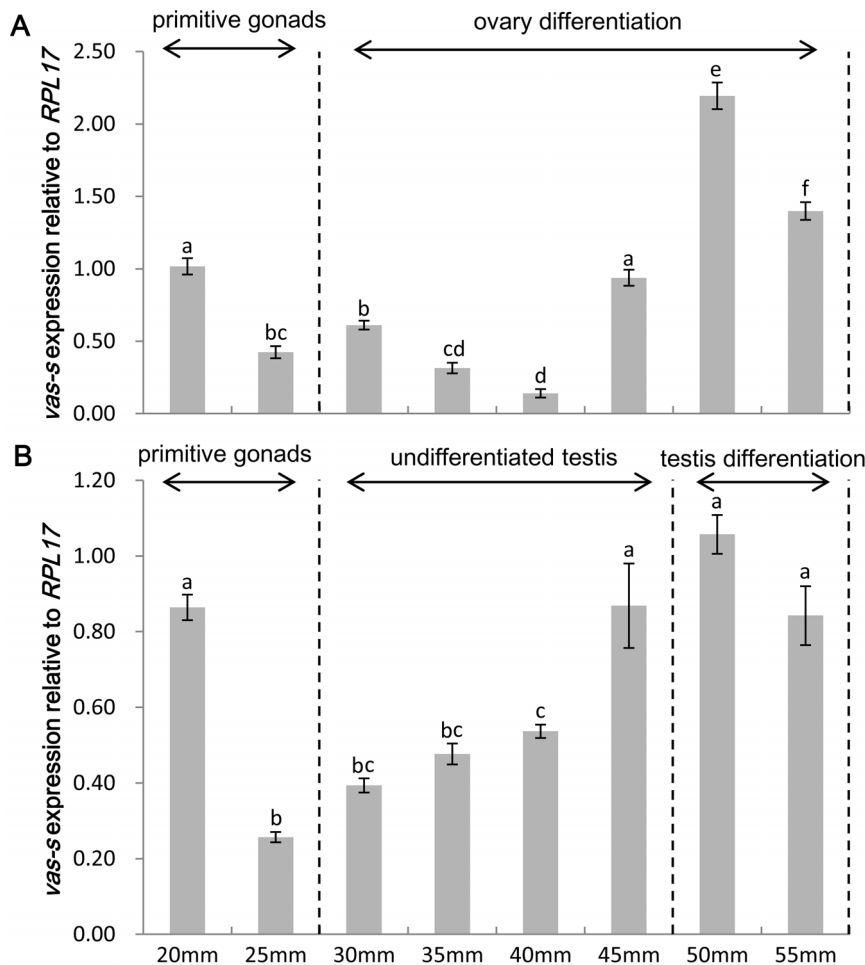 A
primitive gonads
ovary differentiation
vas-s expression relative to RPL17
2.50
2.00
1.50
1.00
0.50
0.00
a
bc
b
cd
d
a
e
f
B
primitive gonads
undifferentiated testis
testis differentiation
vas-s expression relative to RPL17
1.20
1.00
0.80
0.60
0.40
0.20
0.00
a
b
bc
bc
c
a
a
a
20mm 25mm 30mm 35mm 40mm 45mm 50mm 55mm